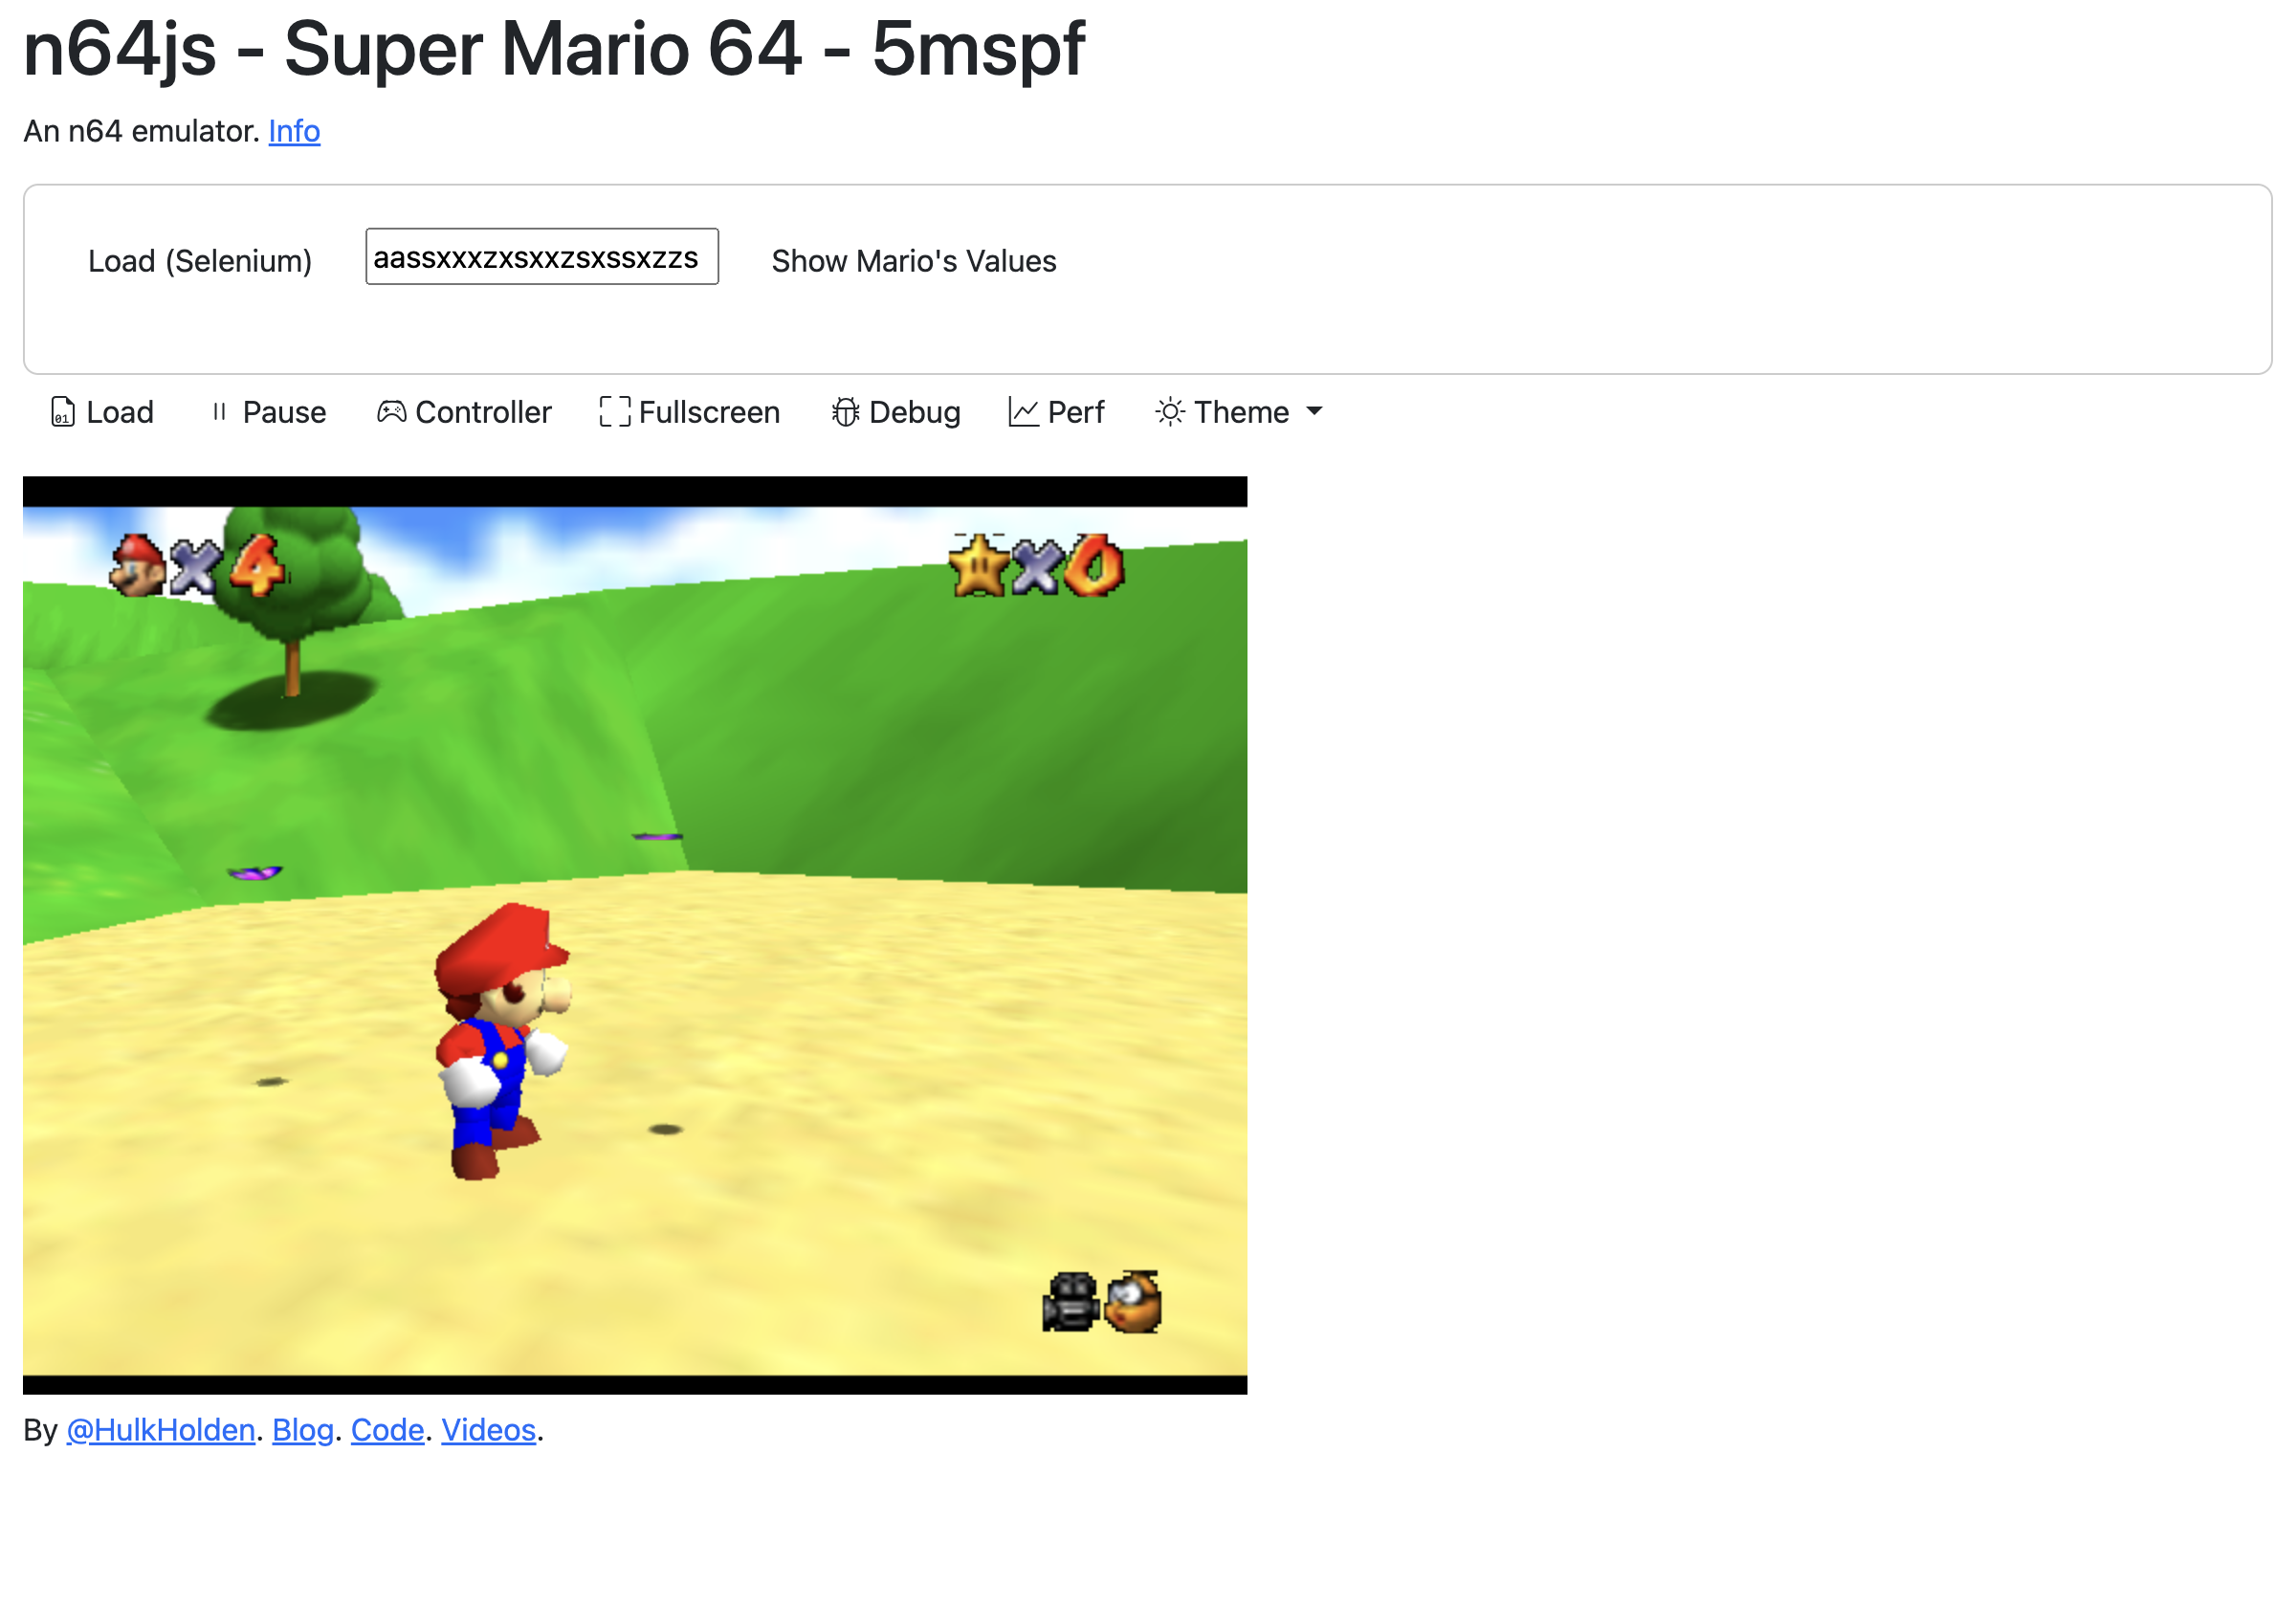 n64js - Super Mario 64 - 5mspf
An n64 emulator. Info
Load (Selenium) aassxxxzxsxxzsxssxzzs Show Mario's Values
Load Pause Controller Fullscreen Debug Perf Theme
×4 ×0
By @HulkHolden. Blog. Code. Videos.